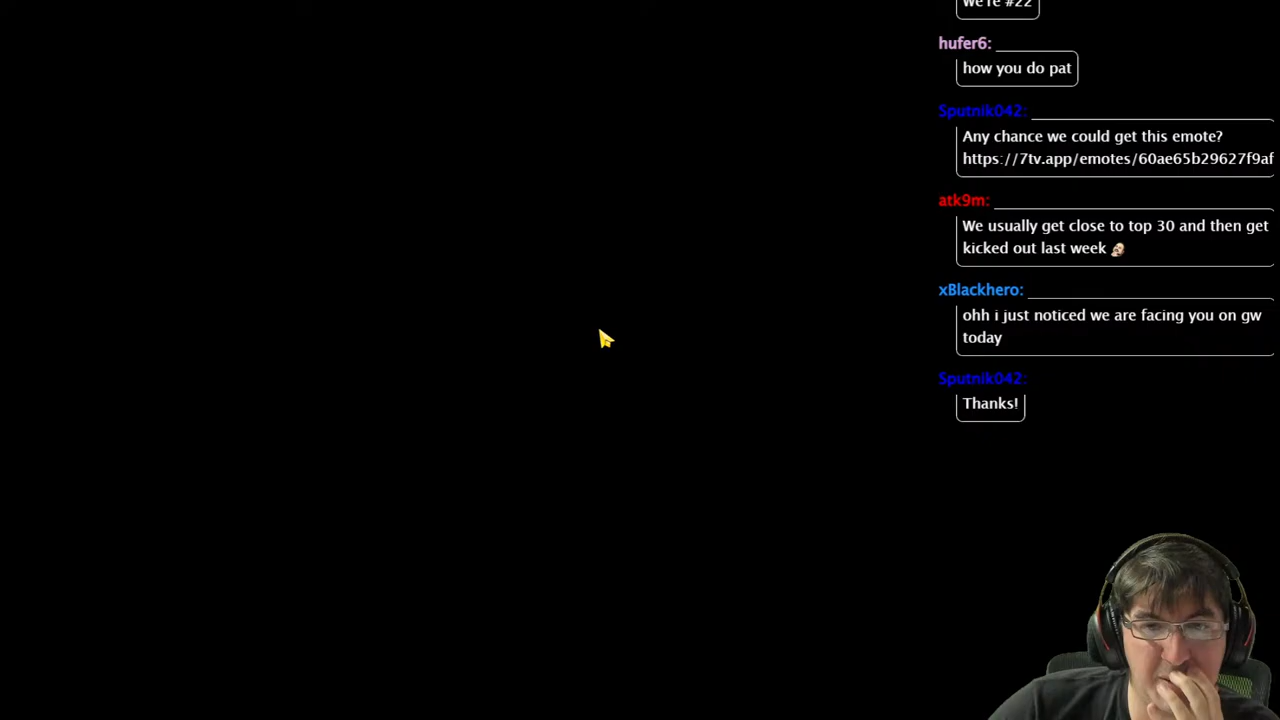 We're #22
hufer6:
how you do pat
Sputnik042:
Any chance we could get this emote?
https://7tv.app/emotes/60ae65b29627f9af
atk9m:
We usually get close to top 30 and then get
kicked out last week
xBlackhero:
ohh i just noticed we are facing you on gw
today
Sputnik042:
Thanks!